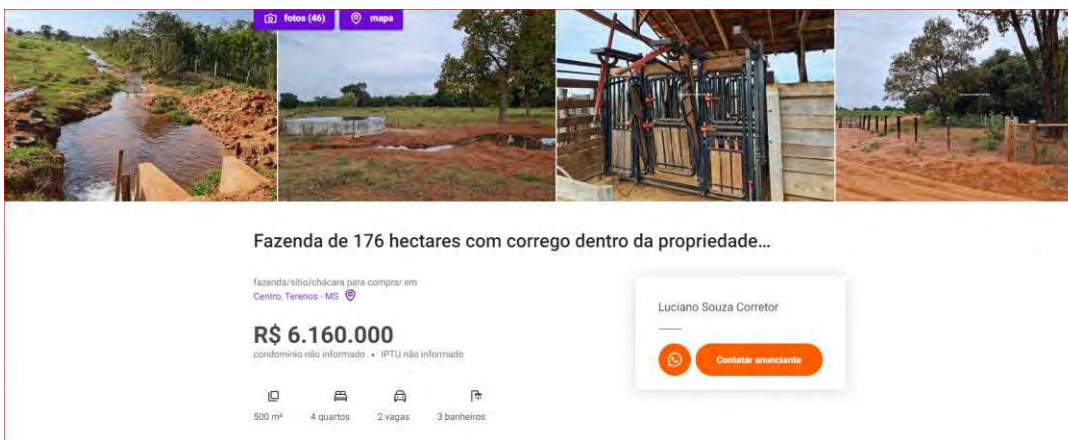 fotos (46)
mapa
Fazenda de 176 hectares com corrego dentro da propriedade...
fazenda/sítio/chácara para comprar em
Centro, Terenos - MS
Luciano Souza Corretor
R$ 6.160.000
condomínio não informado • IPTU não informado
Contatar anunciante
500 m²
4 quartos
2 vagas
3 banheiros